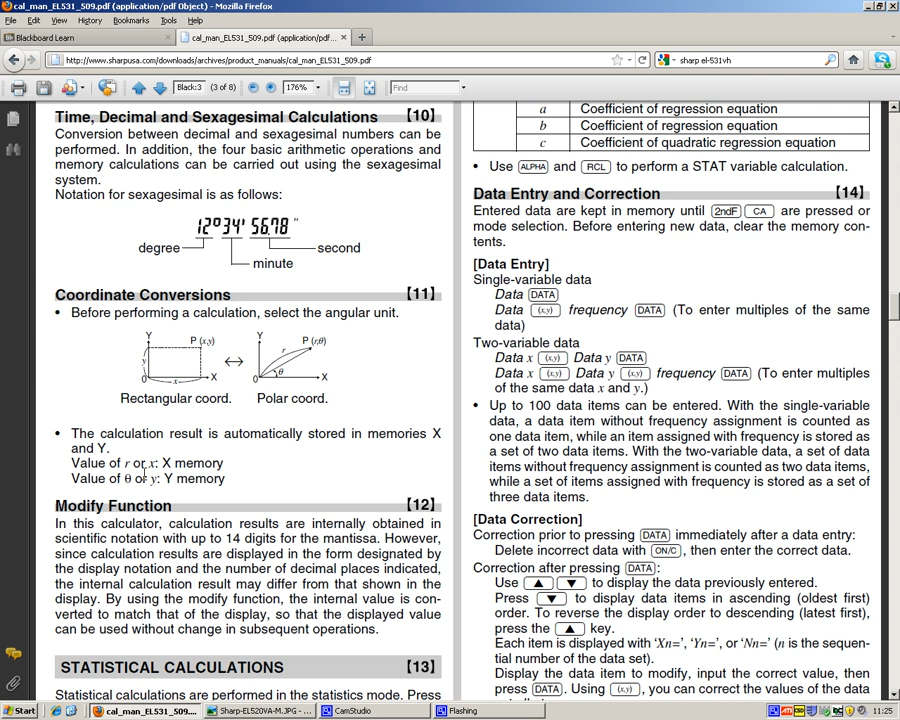 cal_man_EL531_509.pdf (application/pdf Object) - Mozilla Firefox
File Edit View History Bookmarks Tools Help
Blackboard Learn × cal_man_EL531_509.pdf (application/pdf... × +
http://www.sharpusa.com/downloads/archives/product_manuals/cal_man_EL531_509.pdf
sharp el-531vh
Black:3 (3 of 8) 176% Find
Time, Decimal and Sexagesimal Calculations 【10】
Conversion between decimal and sexagesimal numbers can be
performed. In addition, the four basic arithmetic operations and
memory calculations can be carried out using the sexagesimal
system.
Notation for sexagesimal is as follows:
12°34'56.78"
degree second
minute
Coordinate Conversions 【11】
• Before performing a calculation, select the angular unit.
Y P (x,y) Y P (r,θ)
y r
θ
0 x X 0 X
Rectangular coord. Polar coord.
• The calculation result is automatically stored in memories X
and Y.
Value of r or x: X memory
Value of θ or y: Y memory
Modify Function 【12】
In this calculator, calculation results are internally obtained in
scientific notation with up to 14 digits for the mantissa. However,
since calculation results are displayed in the form designated by
the display notation and the number of decimal places indicated,
the internal calculation result may differ from that shown in the
display. By using the modify function, the internal value is con-
verted to match that of the display, so that the displayed value
can be used without change in subsequent operations.
STATISTICAL CALCULATIONS 【13】
Statistical calculations are performed in the statistics mode. Press
a Coefficient of regression equation
b Coefficient of regression equation
c Coefficient of quadratic regression equation
• Use ALPHA and RCL to perform a STAT variable calculation.
Data Entry and Correction 【14】
Entered data are kept in memory until 2ndF CA are pressed or
mode selection. Before entering new data, clear the memory con-
tents.
[Data Entry]
Single-variable data
Data DATA
Data (x,y) frequency DATA (To enter multiples of the same
data)
Two-variable data
Data x (x,y) Data y DATA
Data x (x,y) Data y (x,y) frequency DATA (To enter multiples
of the same data x and y.)
• Up to 100 data items can be entered. With the single-variable
data, a data item without frequency assignment is counted as
one data item, while an item assigned with frequency is stored as
a set of two data items. With the two-variable data, a set of data
items without frequency assignment is counted as two data items,
while a set of items assigned with frequency is stored as a set of
three data items.
[Data Correction]
Correction prior to pressing DATA immediately after a data entry:
Delete incorrect data with ON/C, then enter the correct data.
Correction after pressing DATA:
Use ▲ ▼ to display the data previously entered.
Press ▼ to display data items in ascending (oldest first)
order. To reverse the display order to descending (latest first),
press the ▲ key.
Each item is displayed with ‘Xn=’, ‘Yn=’, or ‘Nn=’ (n is the sequen-
tial number of the data set).
Display the data item to modify, input the correct value, then
press DATA. Using (x,y), you can correct the values of the data
Start cal_man_EL531_509.... Sharp-EL520VA-M.JPG - ... CamStudio Flashing 11:25